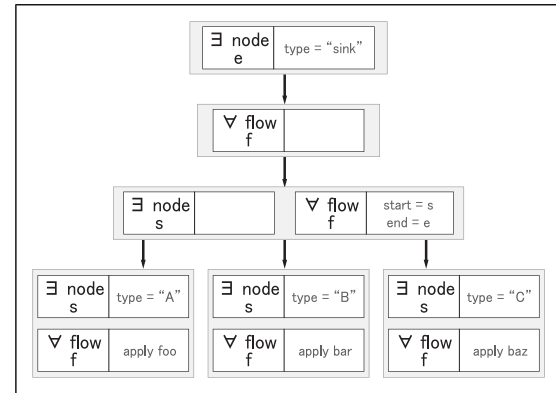 ∃ node
e
type = “sink”
∀ flow
f
∃ node
s
∀ flow
f
start = s
end = e
∃ node
s
type = “A”
∀ flow
f
apply foo
∃ node
s
type = “B”
∀ flow
f
apply bar
∃ node
s
type = “C”
∀ flow
f
apply baz